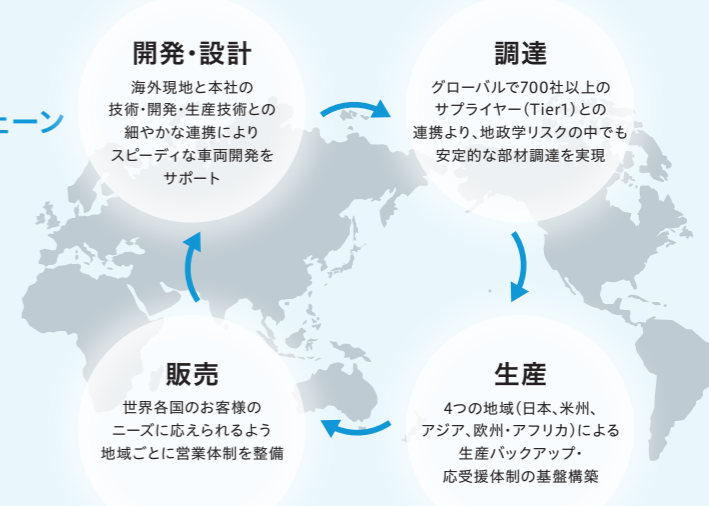 ェーン
開発・設計
海外現地と本社の
技術・開発・生産技術との
細やかな連携により
スピーディな車両開発を
サポート
調達
グローバルで700社以上の
サプライヤー(Tier1)との
連携より、地政学リスクの中でも
安定的な部材調達を実現
生産
4つの地域(日本、米州、
アジア、欧州・アフリカ)による
生産バックアップ・
応受援体制の基盤構築
販売
世界各国のお客様の
ニーズに応えられるよう
地域ごとに営業体制を整備